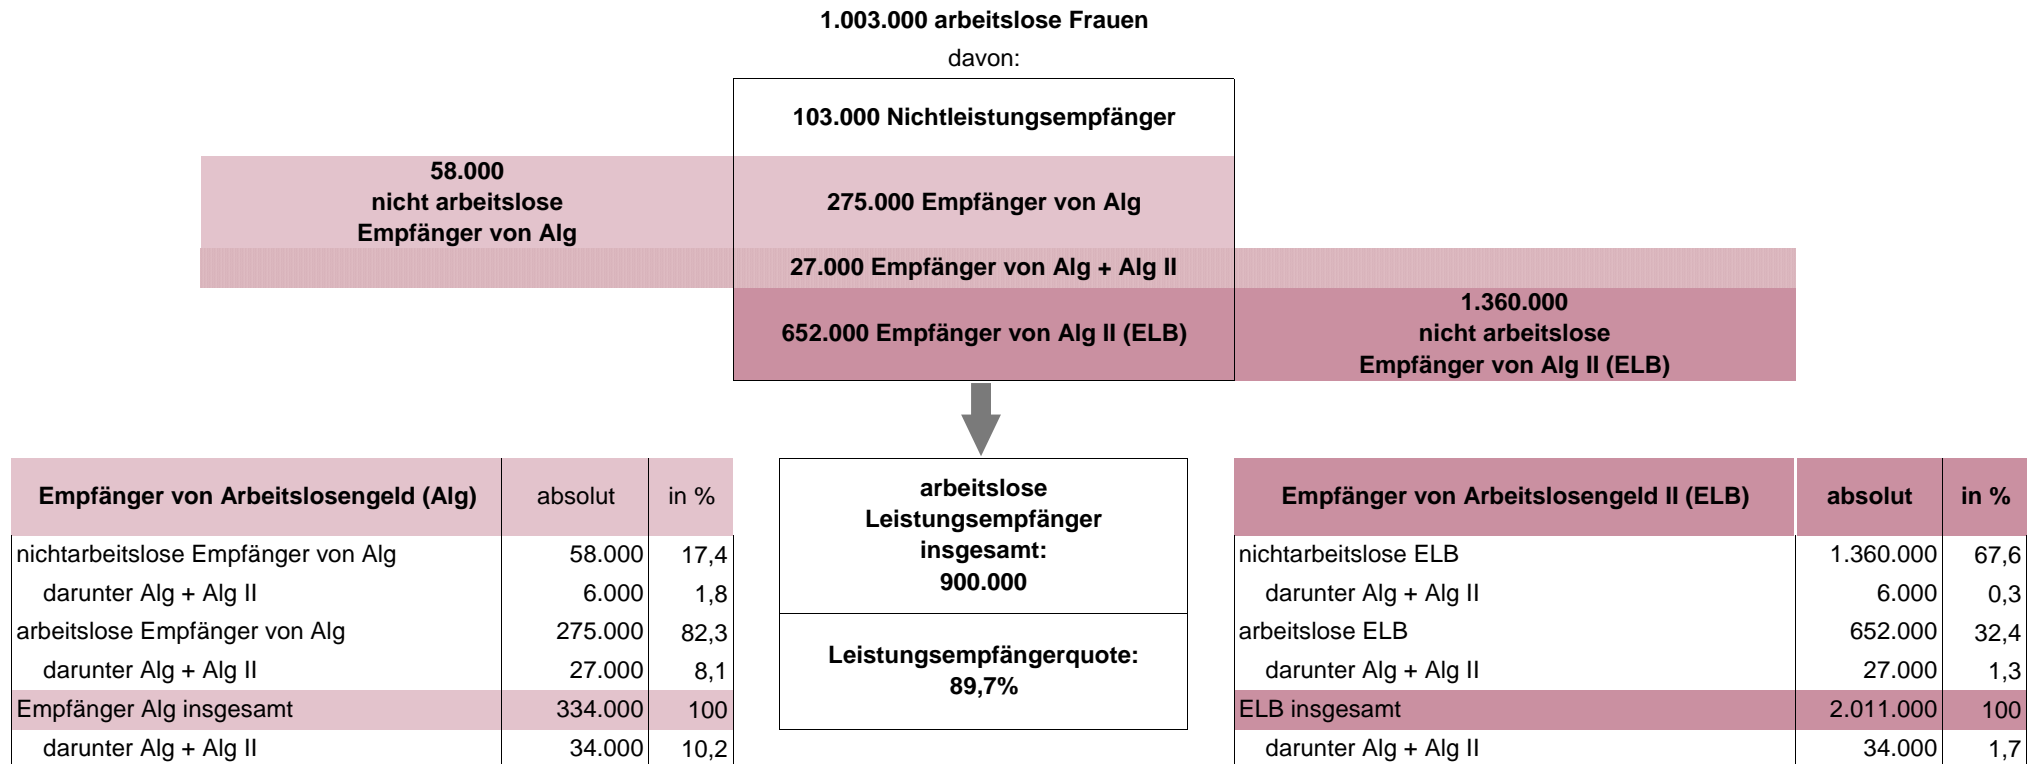 1.003.000 arbeitslose Frauen
davon:
103.000 Nichtleistungsempfänger
58.000
nicht arbeitslose
Empfänger von Alg
275.000 Empfänger von Alg
27.000 Empfänger von Alg + Alg II
652.000 Empfänger von Alg II (ELB)
1.360.000
nicht arbeitslose
Empfänger von Alg II (ELB)
Empfänger von Arbeitslosengeld (Alg) absolut in %
nichtarbeitslose Empfänger von Alg 58.000 17,4
darunter Alg + Alg II 6.000 1,8
arbeitslose Empfänger von Alg 275.000 82,3
darunter Alg + Alg II 27.000 8,1
Empfänger Alg insgesamt 334.000 100
darunter Alg + Alg II 34.000 10,2
arbeitslose
Leistungsempfänger
insgesamt:
900.000
Leistungsempfängerquote:
89,7%
Empfänger von Arbeitslosengeld II (ELB) absolut in %
nichtarbeitslose ELB 1.360.000 67,6
darunter Alg + Alg II 6.000 0,3
arbeitslose ELB 652.000 32,4
darunter Alg + Alg II 27.000 1,3
ELB insgesamt 2.011.000 100
darunter Alg + Alg II 34.000 1,7